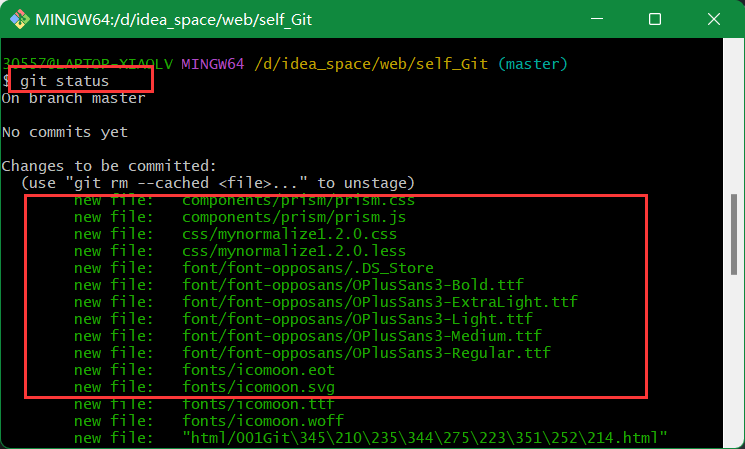 MINGW64:/d/idea_space/web/self_Git
30557@LAPTOP-XIAOLV MINGW64 /d/idea_space/web/self_Git (master)
$ git status
On branch master
No commits yet
Changes to be committed:
(use "git rm --cached <file>..." to unstage)
new file: components/prism/prism.css
new file: components/prism/prism.js
new file: css/mynormalize1.2.0.css
new file: css/mynormalize1.2.0.less
new file: font/font-opposans/.DS_Store
new file: font/font-opposans/OPlusSans3-Bold.ttf
new file: font/font-opposans/OPlusSans3-ExtraLight.ttf
new file: font/font-opposans/OPlusSans3-Light.ttf
new file: font/font-opposans/OPlusSans3-Medium.ttf
new file: font/font-opposans/OPlusSans3-Regular.ttf
new file: fonts/icomoon.eot
new file: fonts/icomoon.svg
new file: fonts/icomoon.ttf
new file: fonts/icomoon.woff
new file: "html/001Git\345\210\235\344\275\223\351\252\214.html"